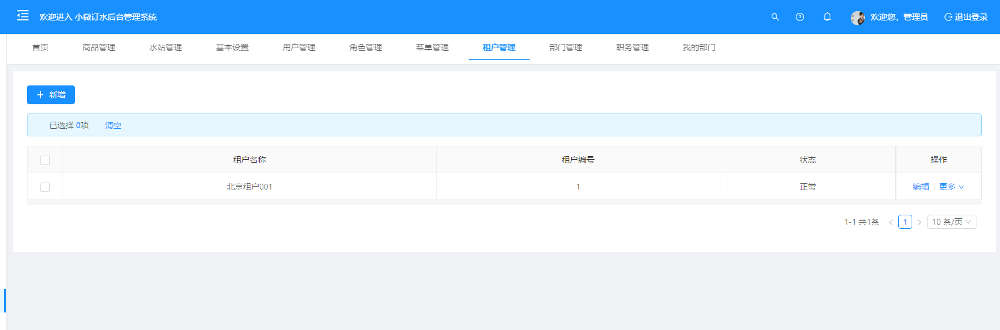 欢迎进入 小微订水后台管理系统
欢迎您，管理员 退出登录
首页 商品管理 水站管理 基本设置 用户管理 角色管理 菜单管理 租户管理 部门管理 职务管理 我的部门
新增
已选择 0项 清空
租户名称 租户编号 状态 操作
北京租户001 1 正常 编辑 更多
1-1 共1条 1 10 条/页